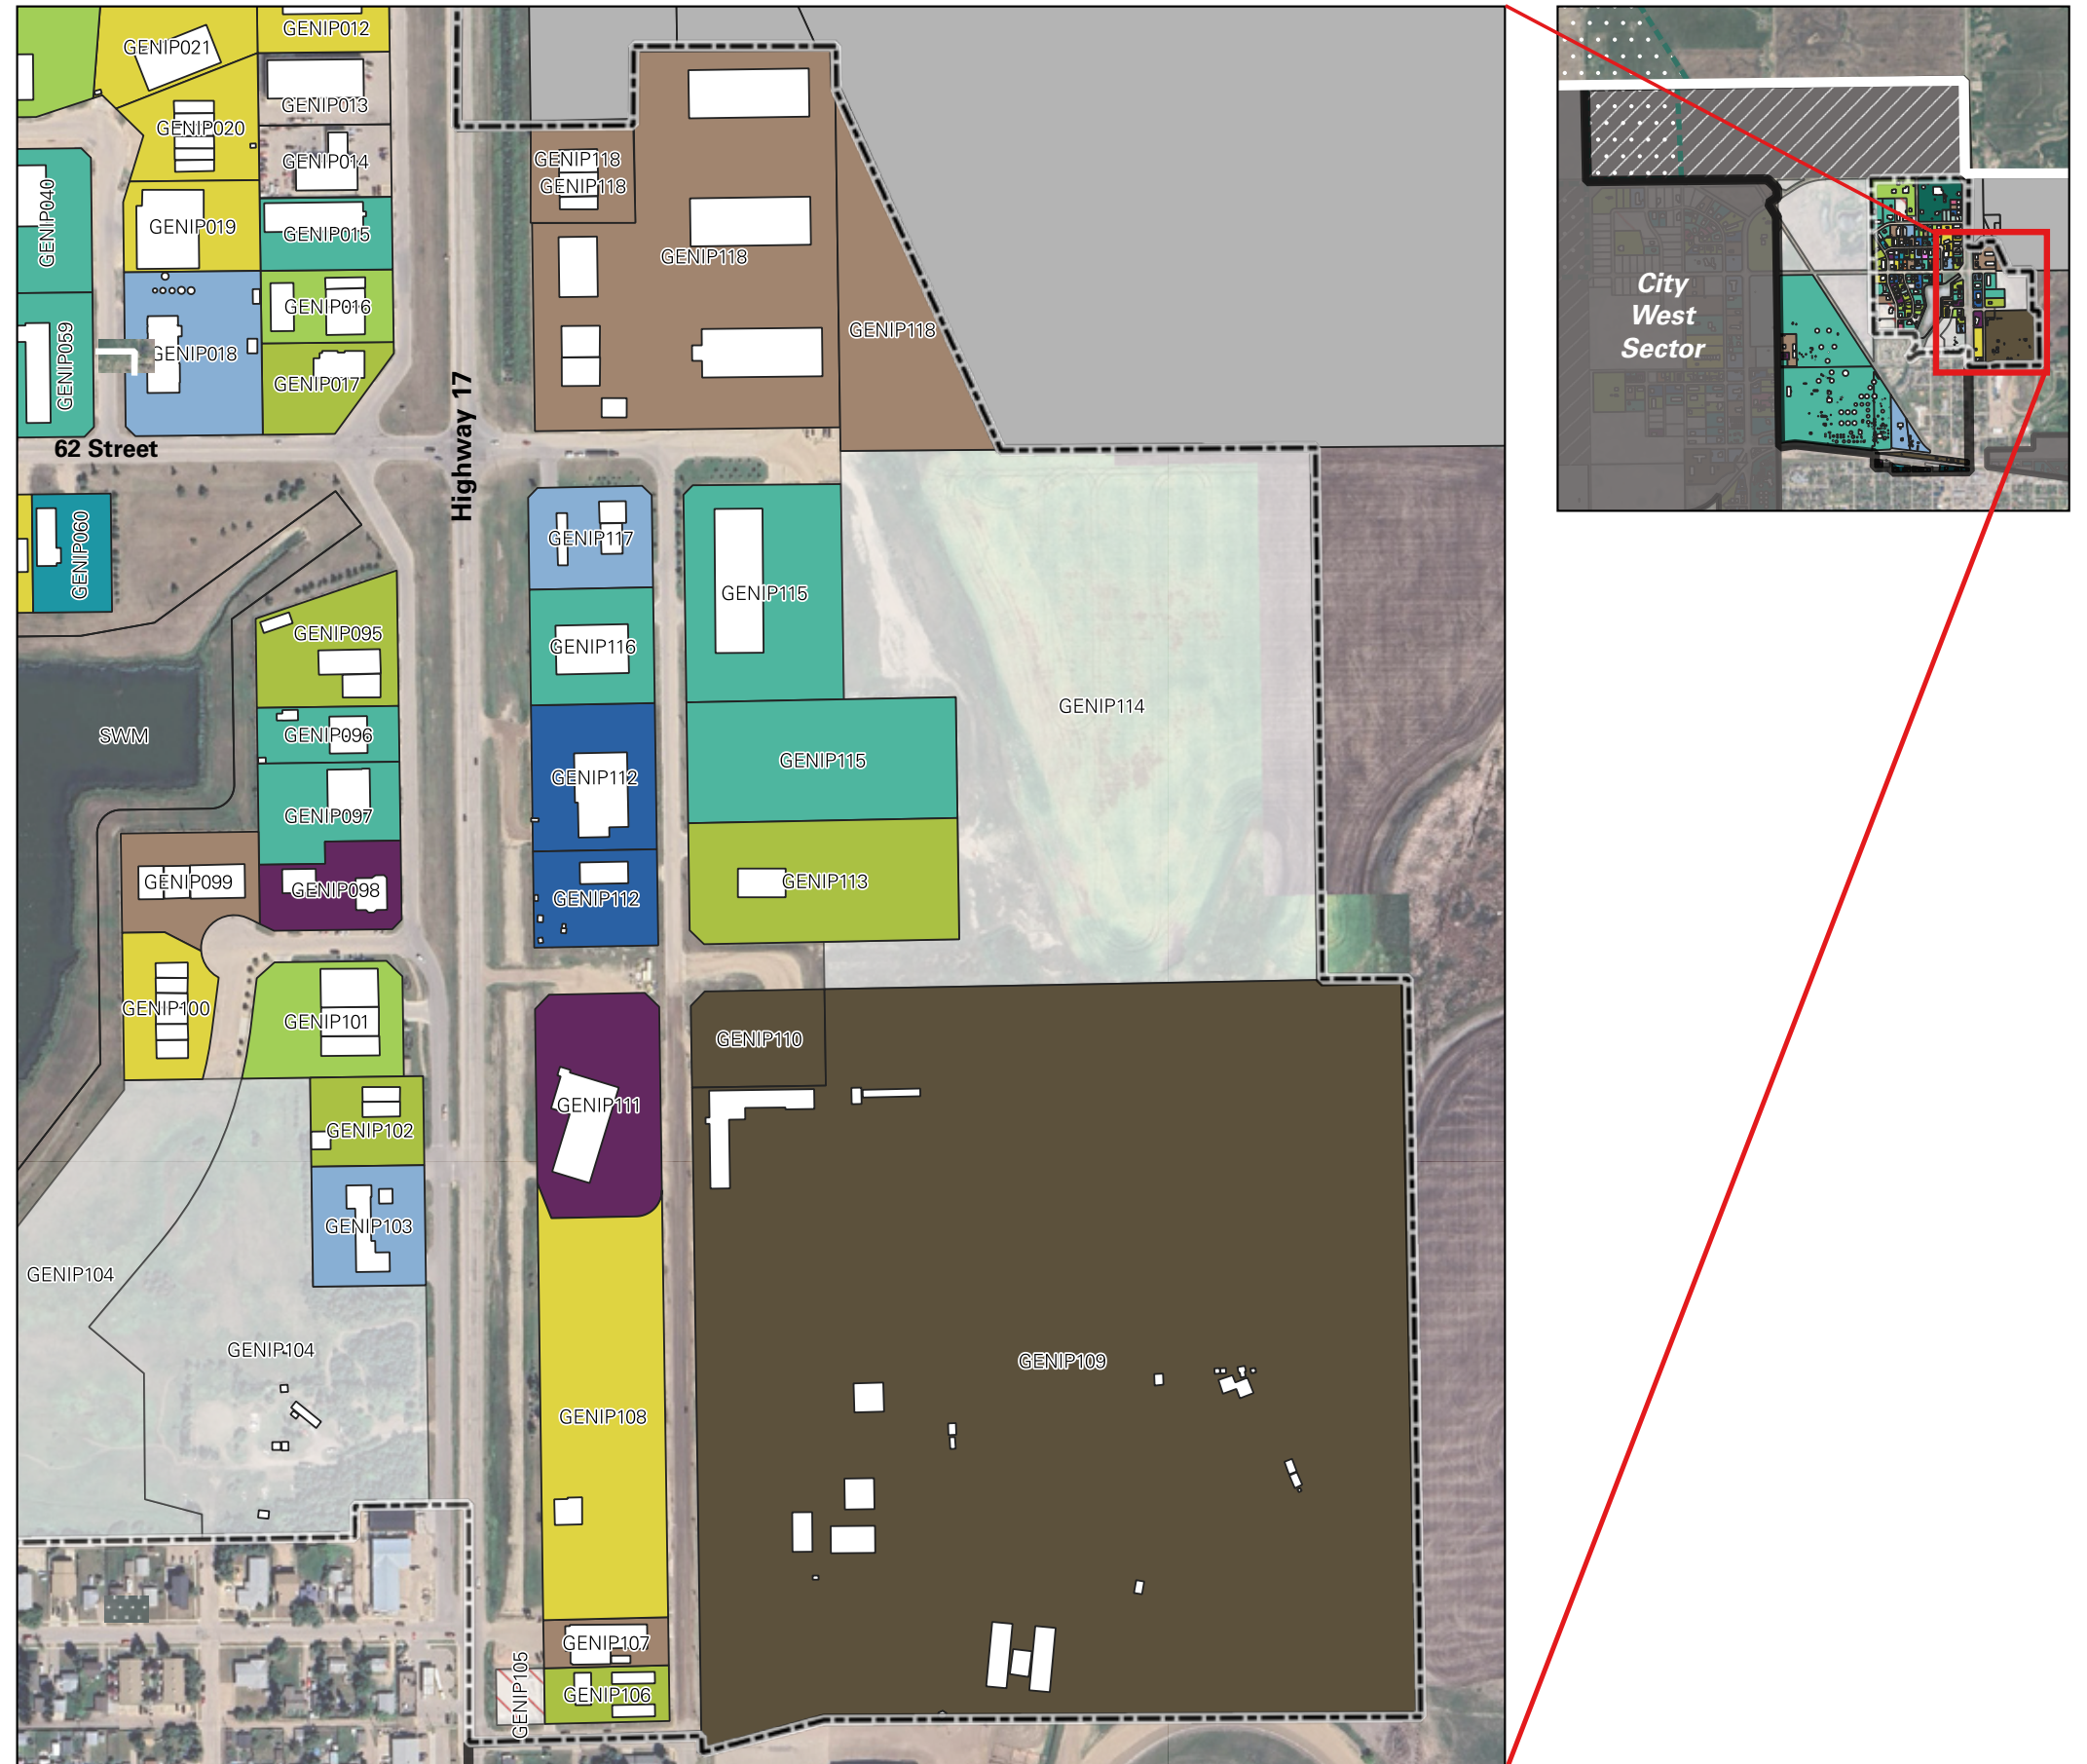 GENIP021
GENIP012
GENIP013
GENIP020
GENIP014
GENIP040
GENIP019
GENIP015
GENIP016
GENIP059
GENIP018
GENIP017
62 Street
Highway 17
GENIP118
GENIP118
GENIP118
GENIP118
GENIP060
GENIP117
GENIP115
GENIP095
GENIP116
GENIP114
SWM
GENIP096
GENIP115
GENIP112
GENIP097
GENIP099
GENIP098
GENIP113
GENIP112
GENIP100
GENIP101
GENIP110
GENIP111
GENIP102
GENIP103
GENIP104
GENIP104
GENIP109
GENIP108
GENIP107
GENIP105
GENIP106
City
West
Sector